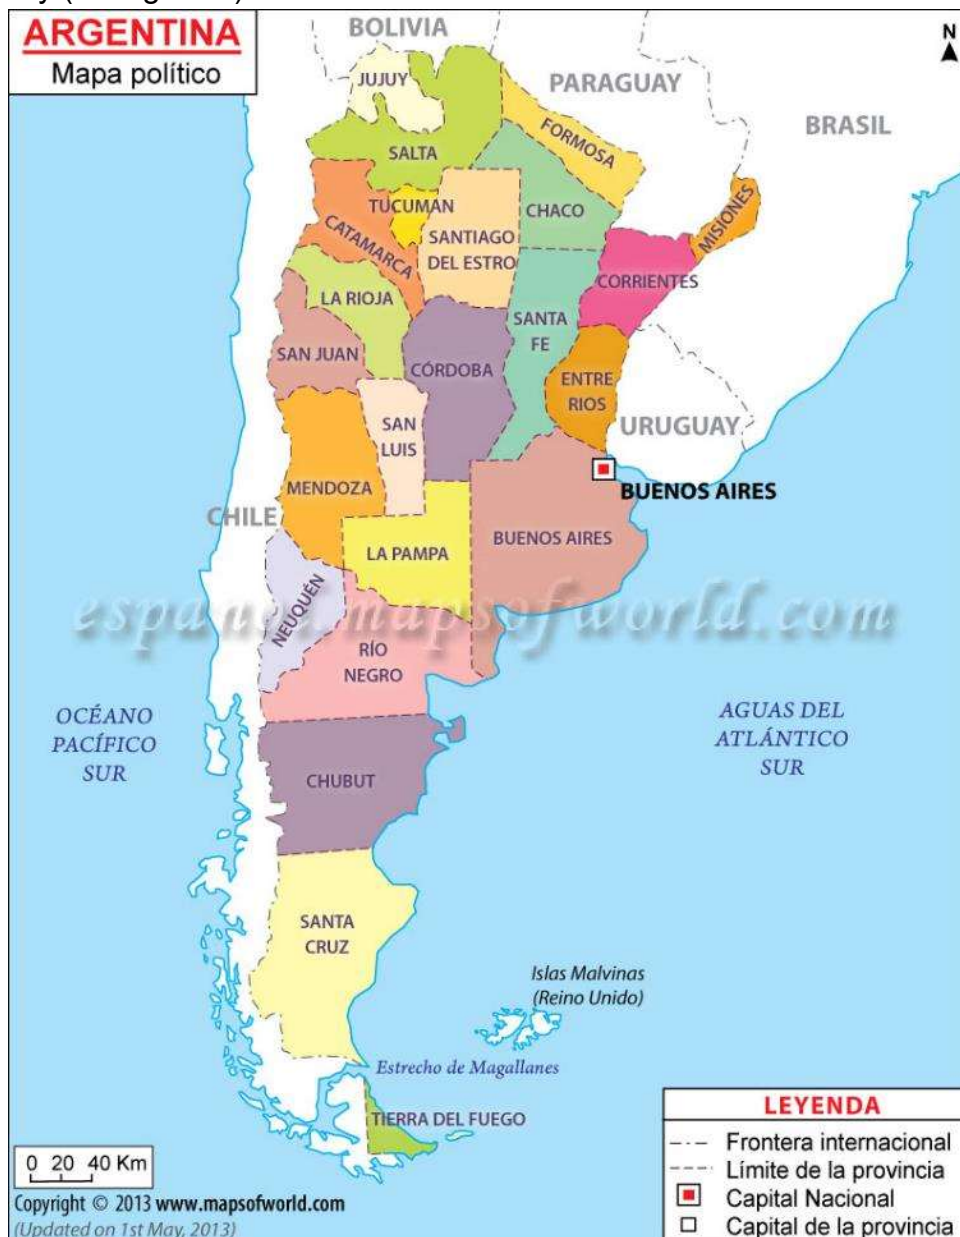 ARGENTINA
Mapa político
N
BOLIVIA
PARAGUAY
BRASIL
JUJUY
FORMOSA
SALTA
CHACO
MISIONES
TUCUMAN
CATAMARCA
SANTIAGO
DEL ESTRO
CORRIENTES
LA RIOJA
SANTA
FE
SAN JUAN
CÓRDOBA
ENTRE
RIOS
SAN
LUIS
URUGUAY
MENDOZA
BUENOS AIRES
CHILE
LA PAMPA
BUENOS AIRES
NEUQUÉN
espanol.mapsofworld.com
RÍO
NEGRO
OCÉANO
PACÍFICO
SUR
AGUAS DEL
ATLÁNTICO
SUR
CHUBUT
SANTA
CRUZ
Islas Malvinas
(Reino Unido)
Estrecho de Magallanes
TIERRA DEL FUEGO
LEYENDA
Frontera internacional
Límite de la provincia
Capital Nacional
Capital de la provincia
0 20 40 Km
Copyright © 2013 www.mapsofworld.com
(Updated on 1st May, 2013)